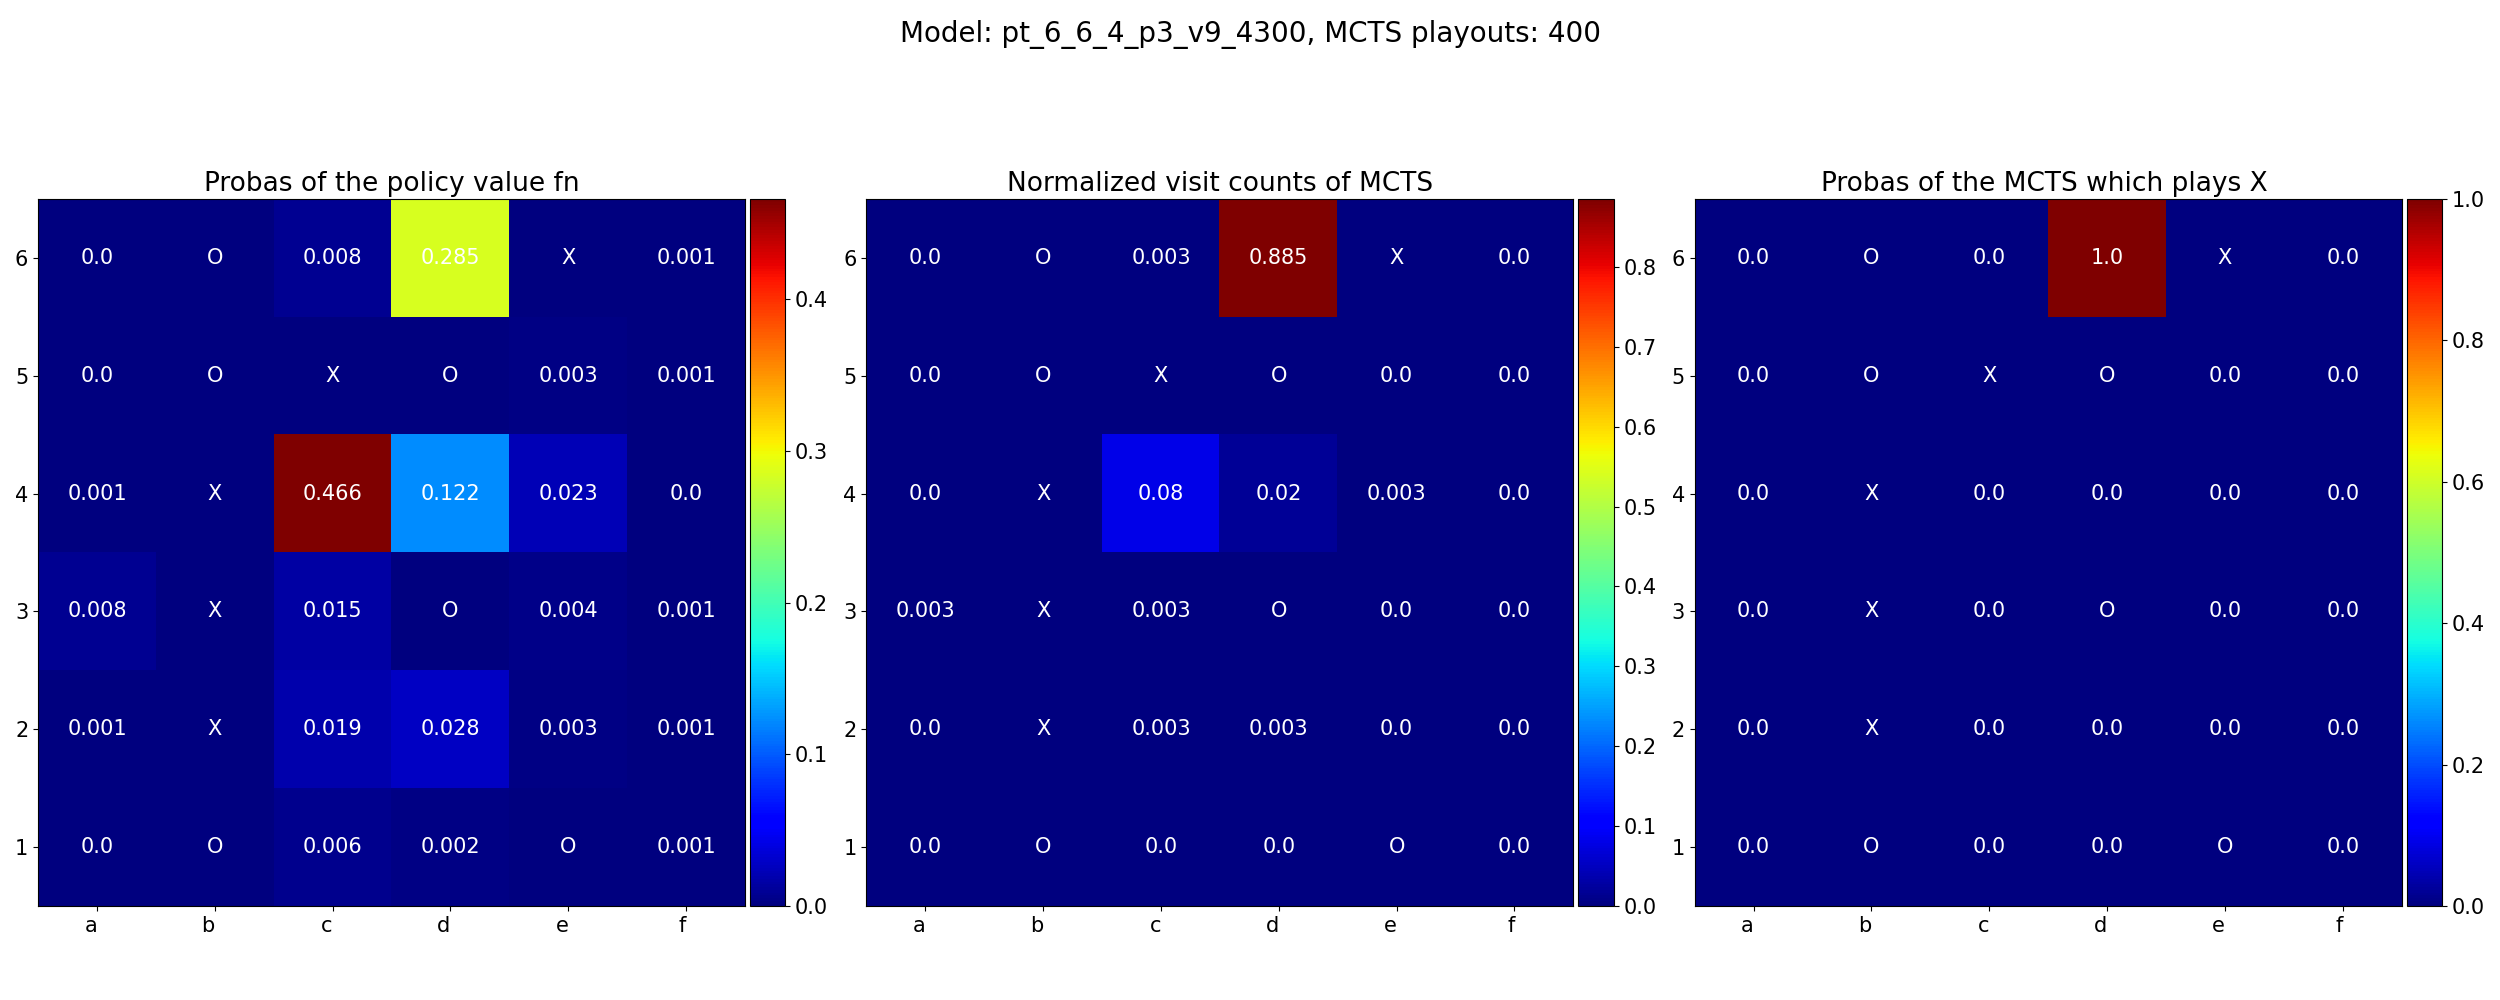 Model: pt_6_6_4_p3_v9_4300, MCTS playouts: 400
Probas of the policy value fn
6 0.0 O 0.008 0.285 X 0.001
5 0.0 O X O 0.003 0.001
4 0.001 X 0.466 0.122 0.023 0.0
3 0.008 X 0.015 O 0.004 0.001
2 0.001 X 0.019 0.028 0.003 0.001
1 0.0 O 0.006 0.002 O 0.001
a b c d e f
0.4
0.3
0.2
0.1
0.0
Normalized visit counts of MCTS
6 0.0 O 0.003 0.885 X 0.0
5 0.0 O X O 0.0 0.0
4 0.0 X 0.08 0.02 0.003 0.0
3 0.003 X 0.003 O 0.0 0.0
2 0.0 X 0.003 0.003 0.0 0.0
1 0.0 O 0.0 0.0 O 0.0
a b c d e f
0.8
0.7
0.6
0.5
0.4
0.3
0.2
0.1
0.0
Probas of the MCTS which plays X
6 0.0 O 0.0 1.0 X 0.0
5 0.0 O X O 0.0 0.0
4 0.0 X 0.0 0.0 0.0 0.0
3 0.0 X 0.0 O 0.0 0.0
2 0.0 X 0.0 0.0 0.0 0.0
1 0.0 O 0.0 0.0 O 0.0
a b c d e f
1.0
0.8
0.6
0.4
0.2
0.0